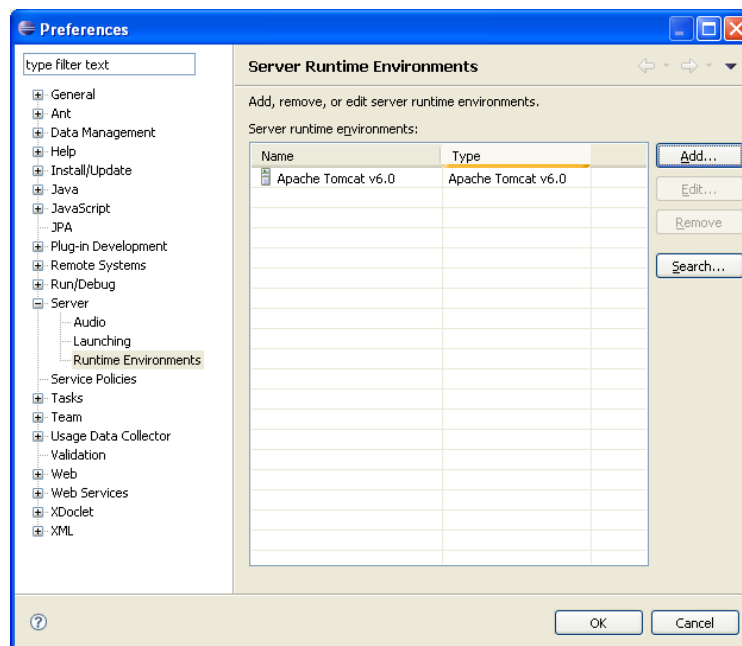 Preferences
type filter text
General
Ant
Data Management
Help
Install/Update
Java
JavaScript
JPA
Plug-in Development
Remote Systems
Run/Debug
Server
Audio
Launching
Runtime Environments
Service Policies
Tasks
Team
Usage Data Collector
Validation
Web
Web Services
XDoclet
XML
Server Runtime Environments
Add, remove, or edit server runtime environments.
Server runtime environments:
Name Type
Apache Tomcat v6.0 Apache Tomcat v6.0
Add...
Edit...
Remove
Search...
OK Cancel